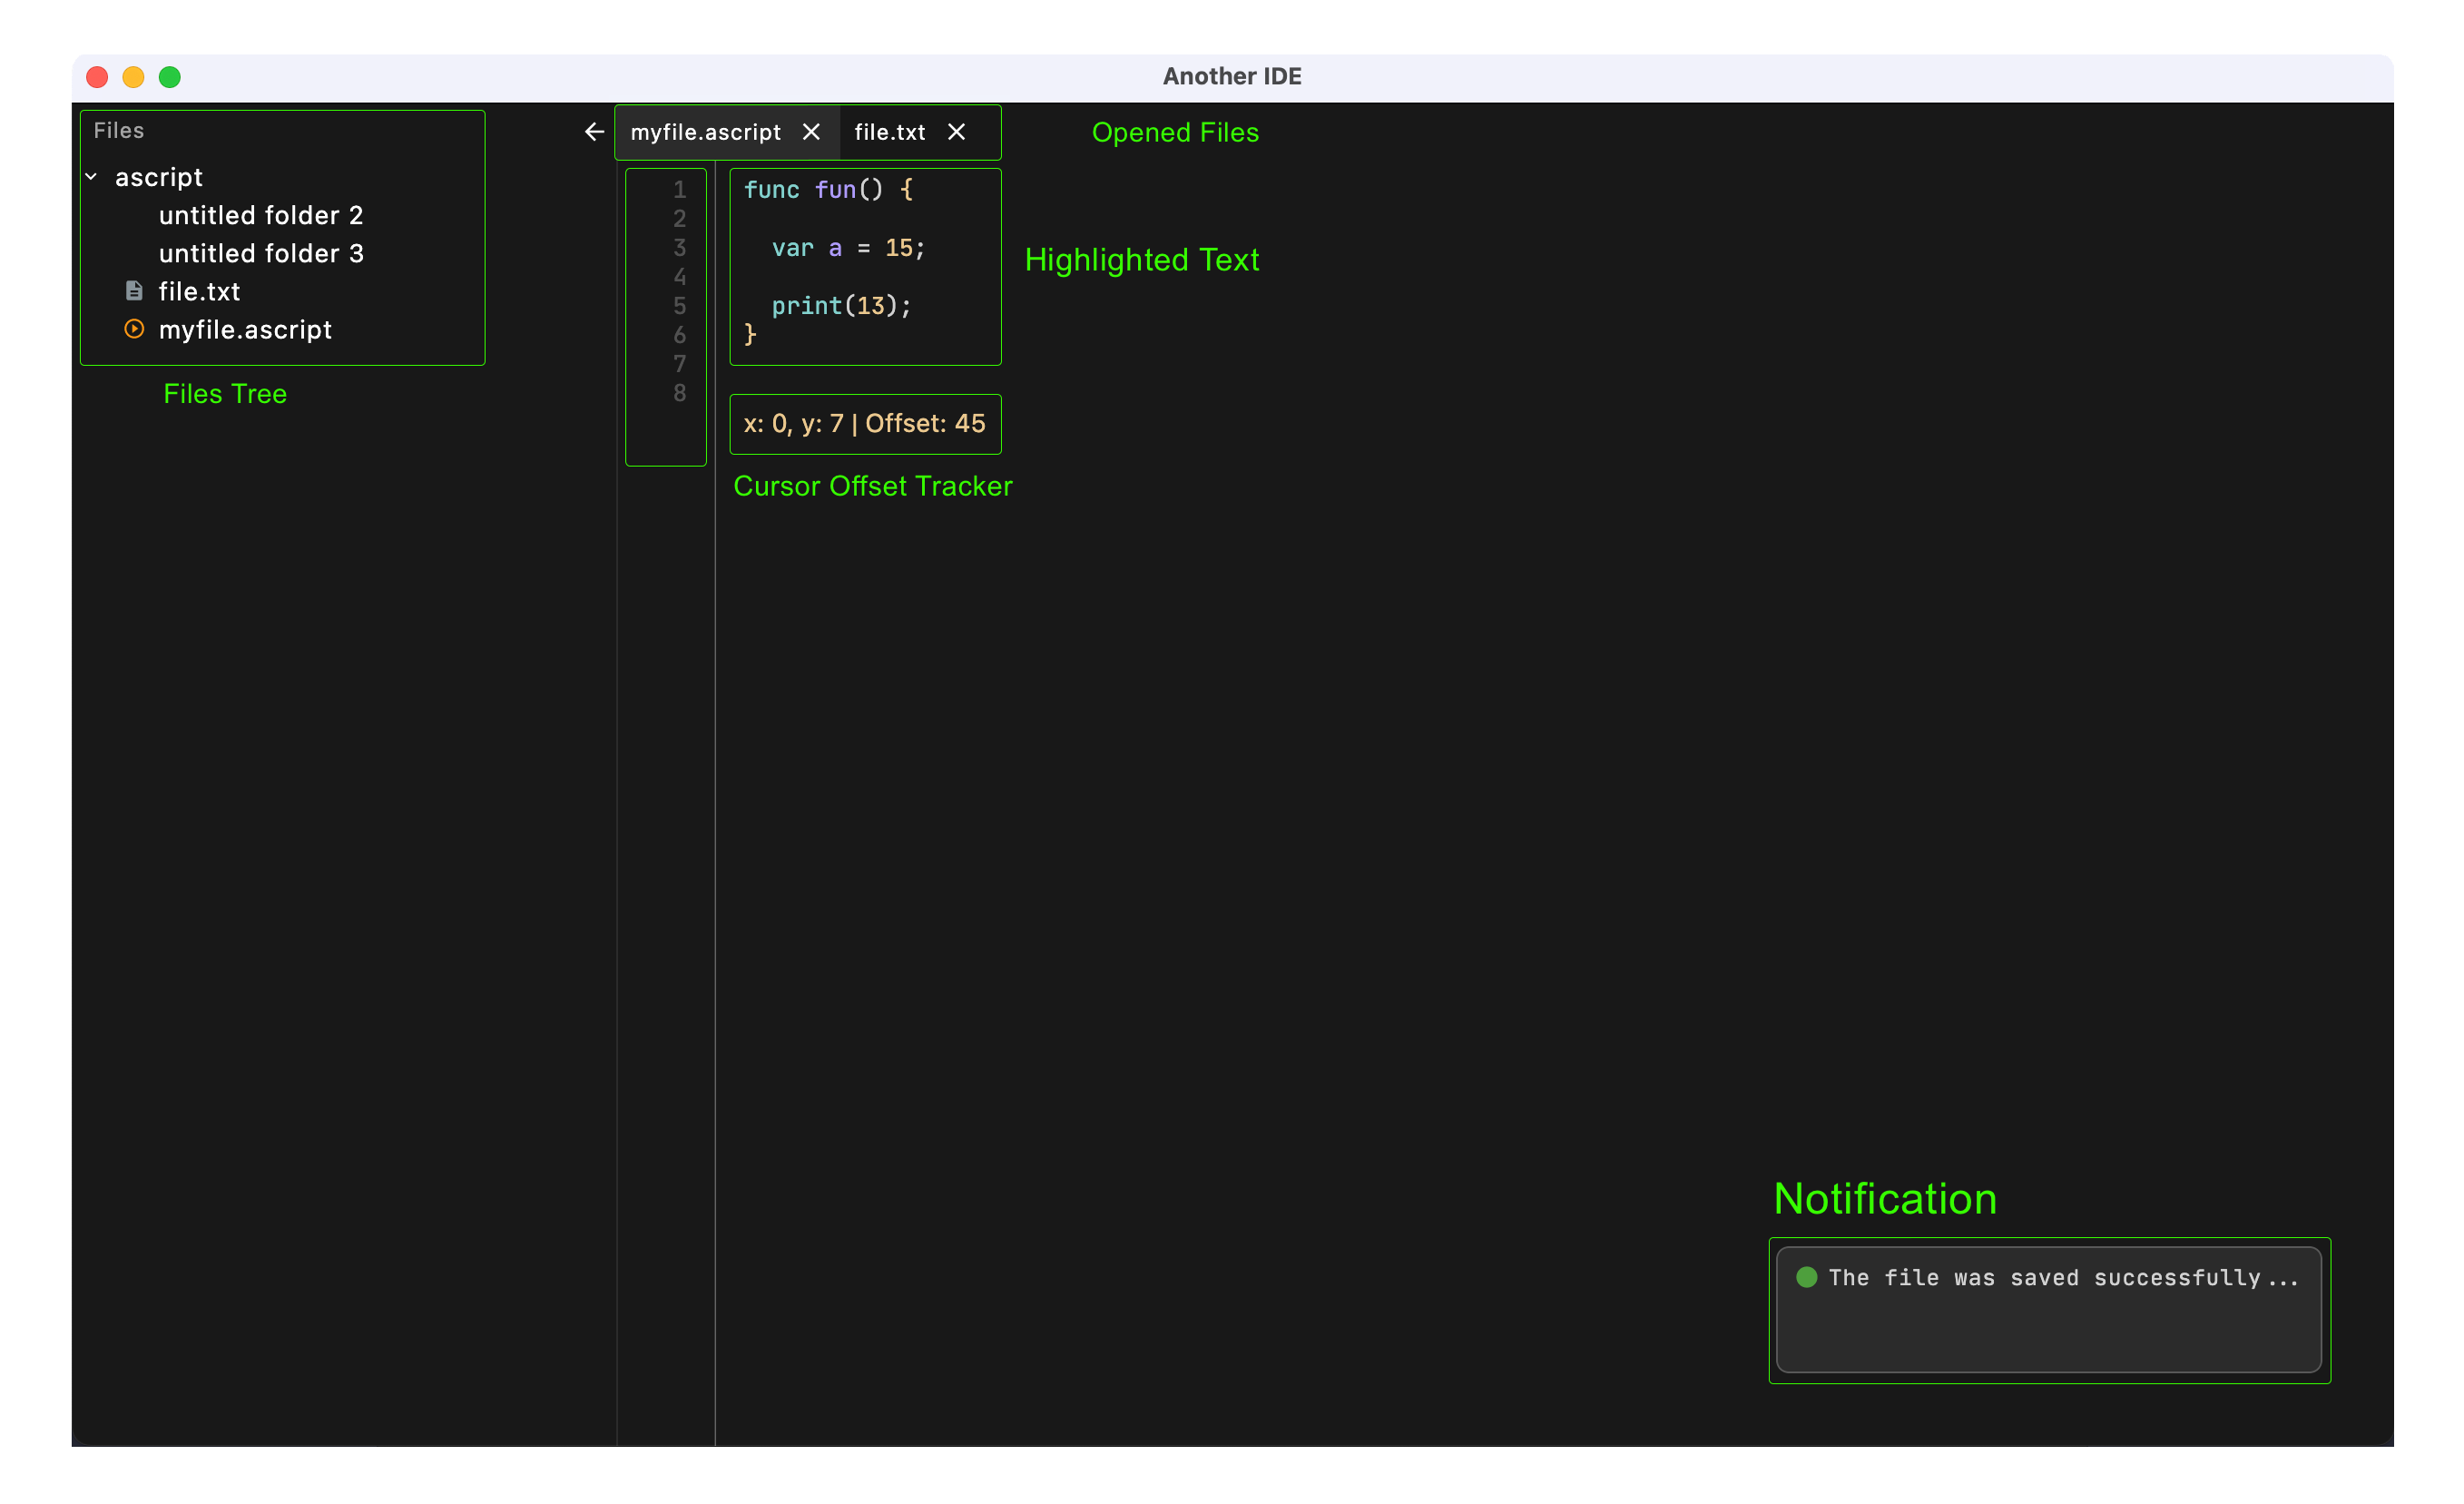 Another IDE
Files
ascript
untitled folder 2
untitled folder 3
file.txt
myfile.ascript
Files Tree
myfile.ascript file.txt
Opened Files
1 func fun() {
2
3   var a = 15;
4
5   print(13);
6 }
7
8
Highlighted Text
x: 0, y: 7 | Offset: 45
Cursor Offset Tracker
Notification
The file was saved successfully...